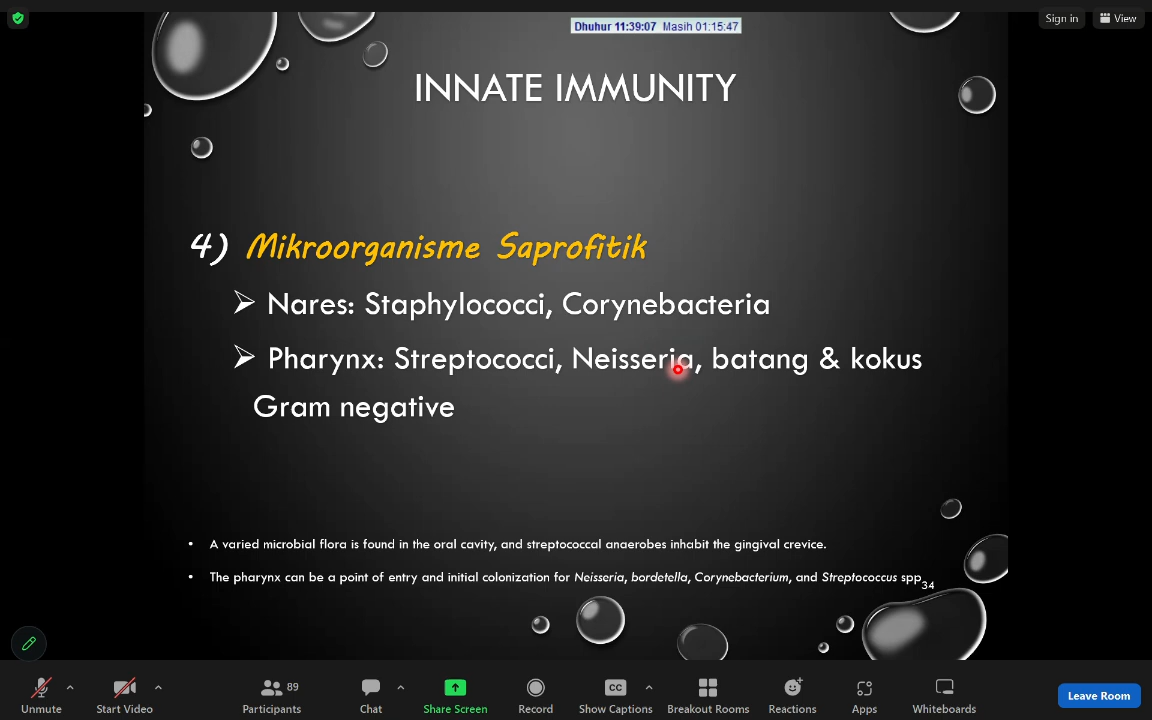 Dhuhur 11:39:07 Masih 01:15:47
Sign in
View
INNATE IMMUNITY
4) Mikroorganisme Saprofitik
➢ Nares: Staphylococci, Corynebacteria
➢ Pharynx: Streptococci, Neisseria, batang & kokus
Gram negative
• A varied microbial flora is found in the oral cavity, and streptococcal anaerobes inhabit the gingival crevice.
• The pharynx can be a point of entry and initial colonization for Neisseria, bordetella, Corynebacterium, and Streptococcus spp
34
89
CC
Unmute Start Video Participants Chat Share Screen Record Show Captions Breakout Rooms Reactions Apps Whiteboards Leave Room